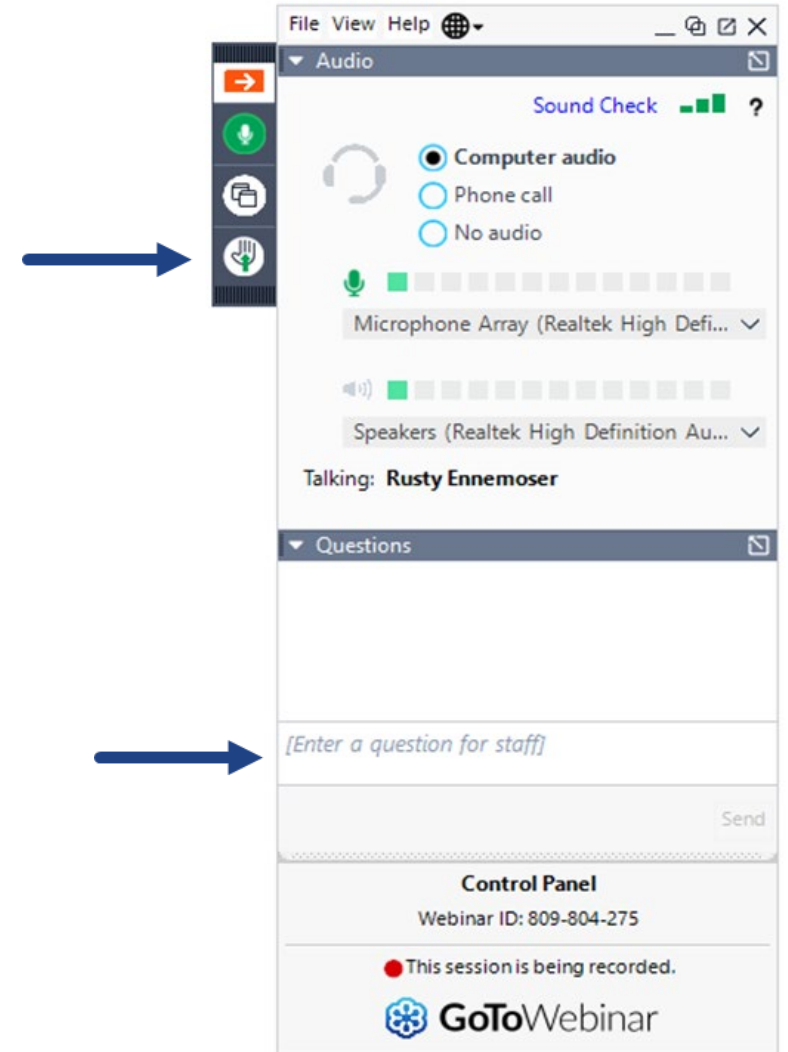 File View Help
Audio
Sound Check ?
Computer audio
Phone call
No audio
Microphone Array (Realtek High Defi...
Speakers (Realtek High Definition Au...
Talking: Rusty Ennemoser
Questions
[Enter a question for staff]
Send
Control Panel
Webinar ID: 809-804-275
This session is being recorded.
GoToWebinar